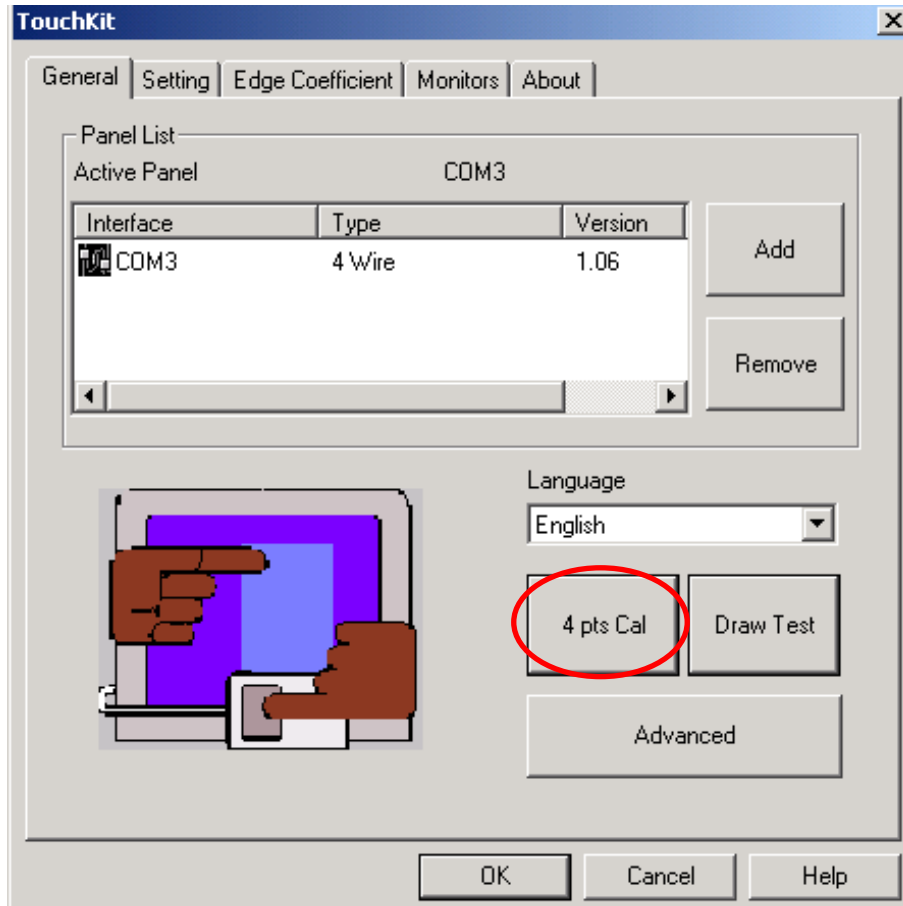 TouchKit
General Setting Edge Coefficient Monitors About
Panel List
Active Panel COM3
Interface Type Version
COM3 4 Wire 1.06
Add
Remove
Language
English
4 pts Cal Draw Test
Advanced
OK Cancel Help